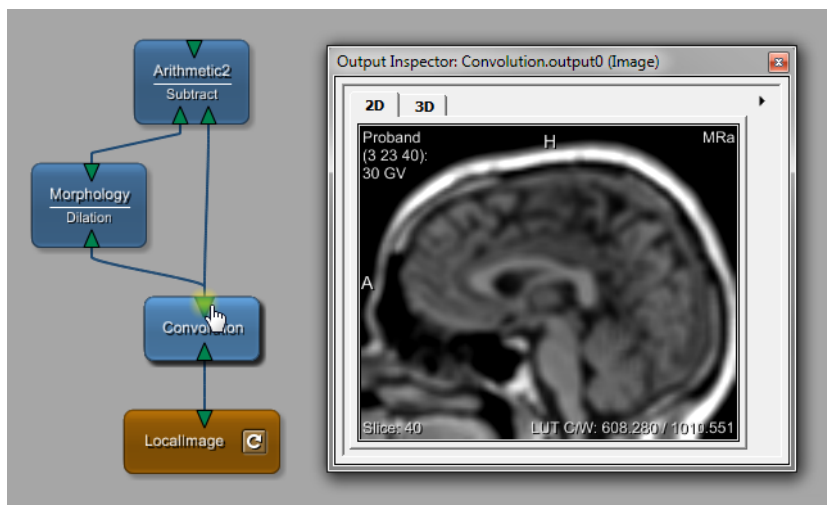 Arithmetic2
Subtract
Morphology
Dilation
Convolution
LocalImage
Output Inspector: Convolution.output0 (Image)
2D
3D
Proband
(3 23 40):
30 GV
H
MRa
A
Slice: 40
LUT C/W: 608.280 / 1010.551